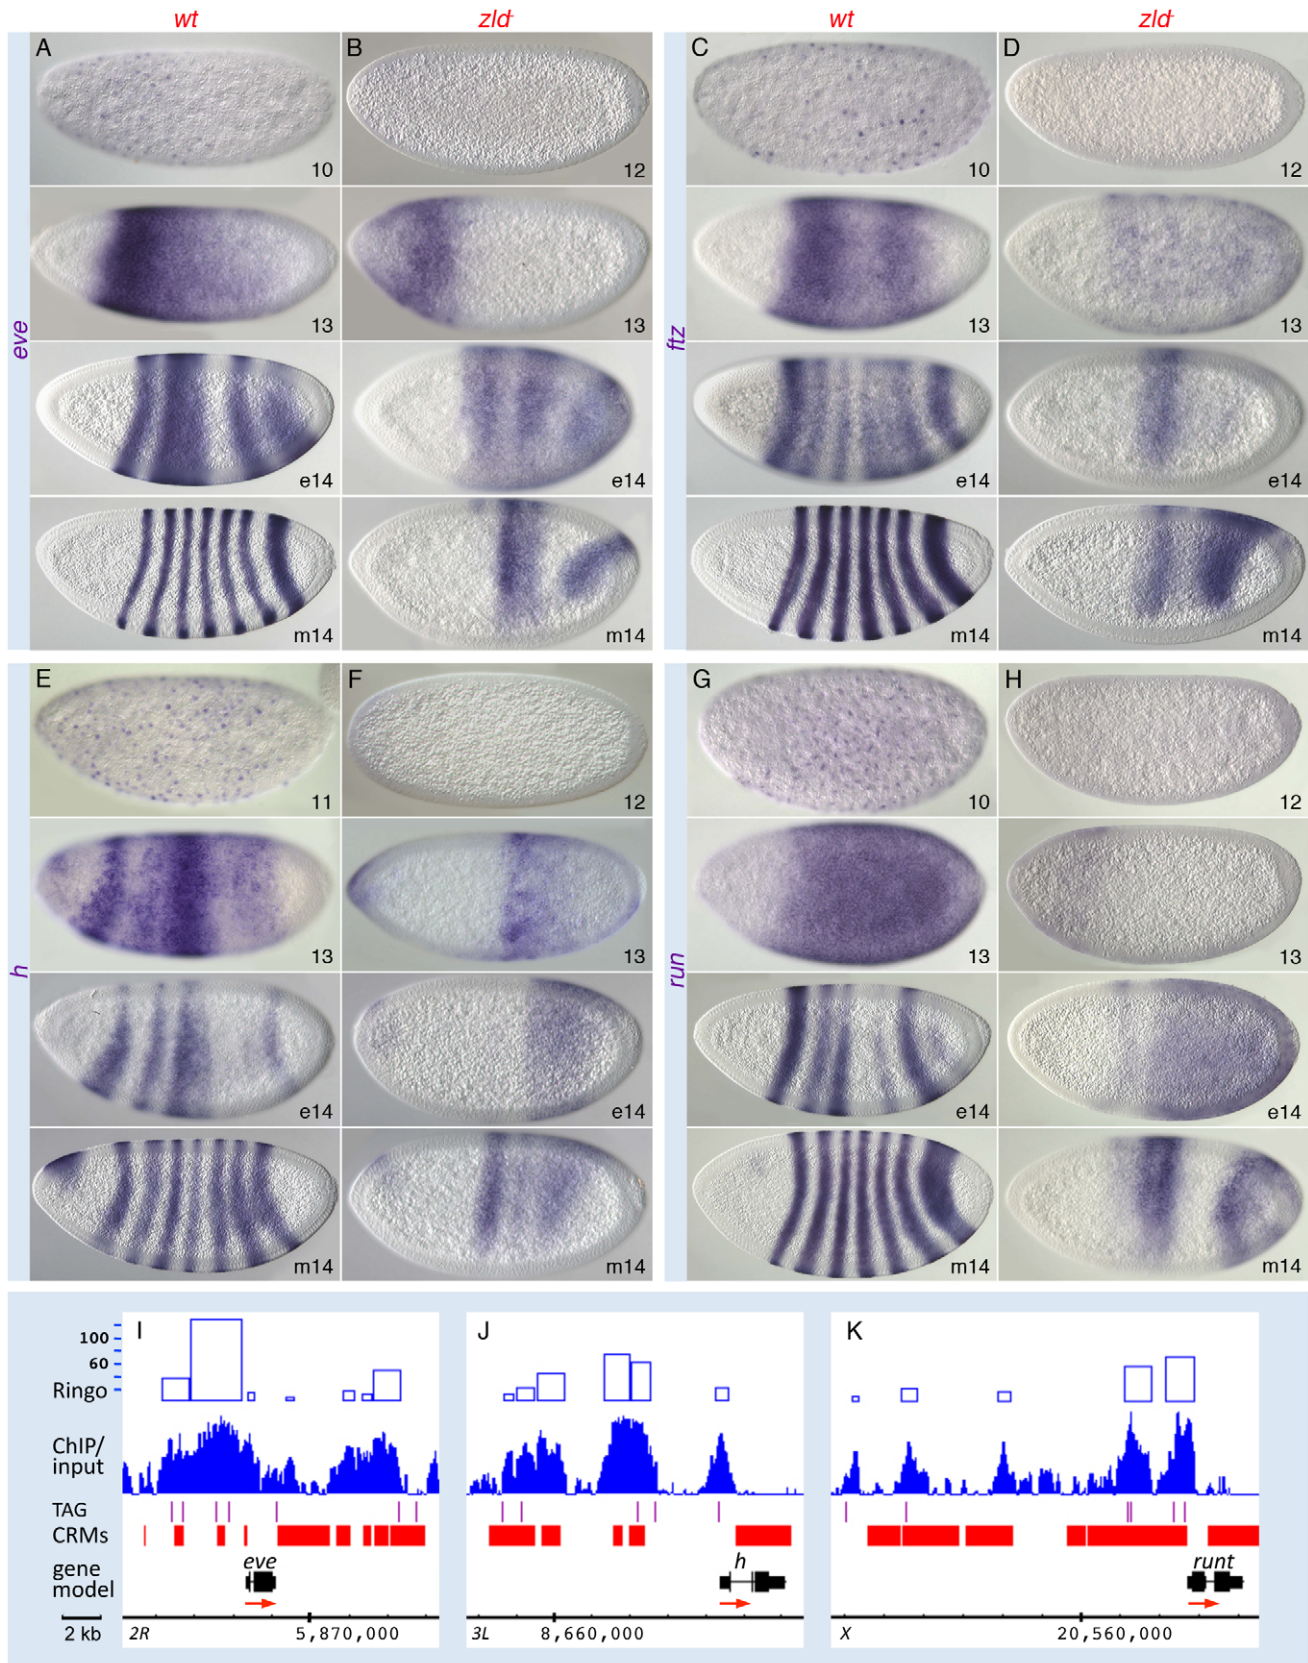 wt zld- wt zld-
A B C D
10 12 10 12
eve ftz
13 13 13 13
e14 e14 e14 e14
m14 m14 m14 m14
E F G H
11 12 10 12
h run
13 13 13 13
e14 e14 e14 e14
m14 m14 m14 m14
I J K
100
60
Ringo
ChIP/
input
TAG
CRMs
eve h runt
gene
model
2 kb 2R 5,870,000 3L 8,660,000 X 20,560,000